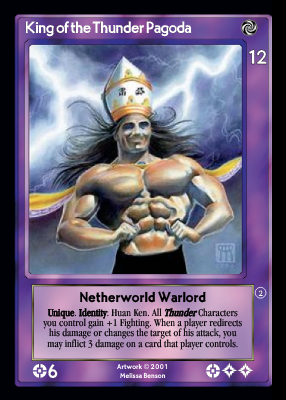 King of the Thunder Pagoda
12
Netherworld Warlord
2
Unique. Identity: Huan Ken. All Thunder Characters
you control gain +1 Fighting. When a player redirects
his damage or changes the target of his attack, you
may inflict 3 damage on a card that player controls.
6
Artwork © 2001
Melissa Benson